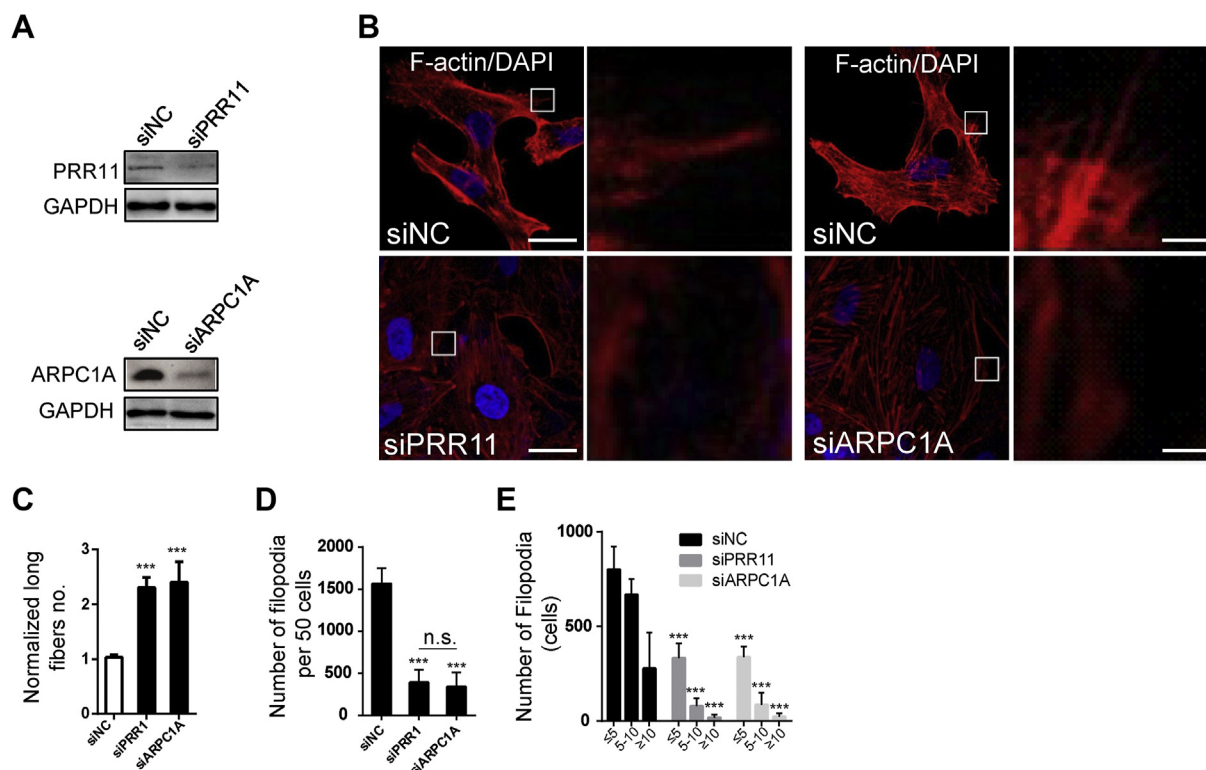 A
siNC
siPRR11
PRR11
GAPDH
siNC
siARPC1A
ARPC1A
GAPDH
B
F-actin/DAPI
F-actin/DAPI
siNC
siNC
siPRR11
siARPC1A
C
Normalized long
fibers no.
3
2
1
0
***
***
siNC
siPRR1
siARPC1A
D
Number of filopodia
per 50 cells
2000
1500
1000
500
0
n.s.
***
***
siNC
siPRR1
siARPC1A
E
Number of Filopodia
(cells)
1000
500
0
siNC
siPRR11
siARPC1A
***
***
***
***
***
***
≤5
5-10
≥10
≤5
5-10
≥10
≤5
5-10
≥10